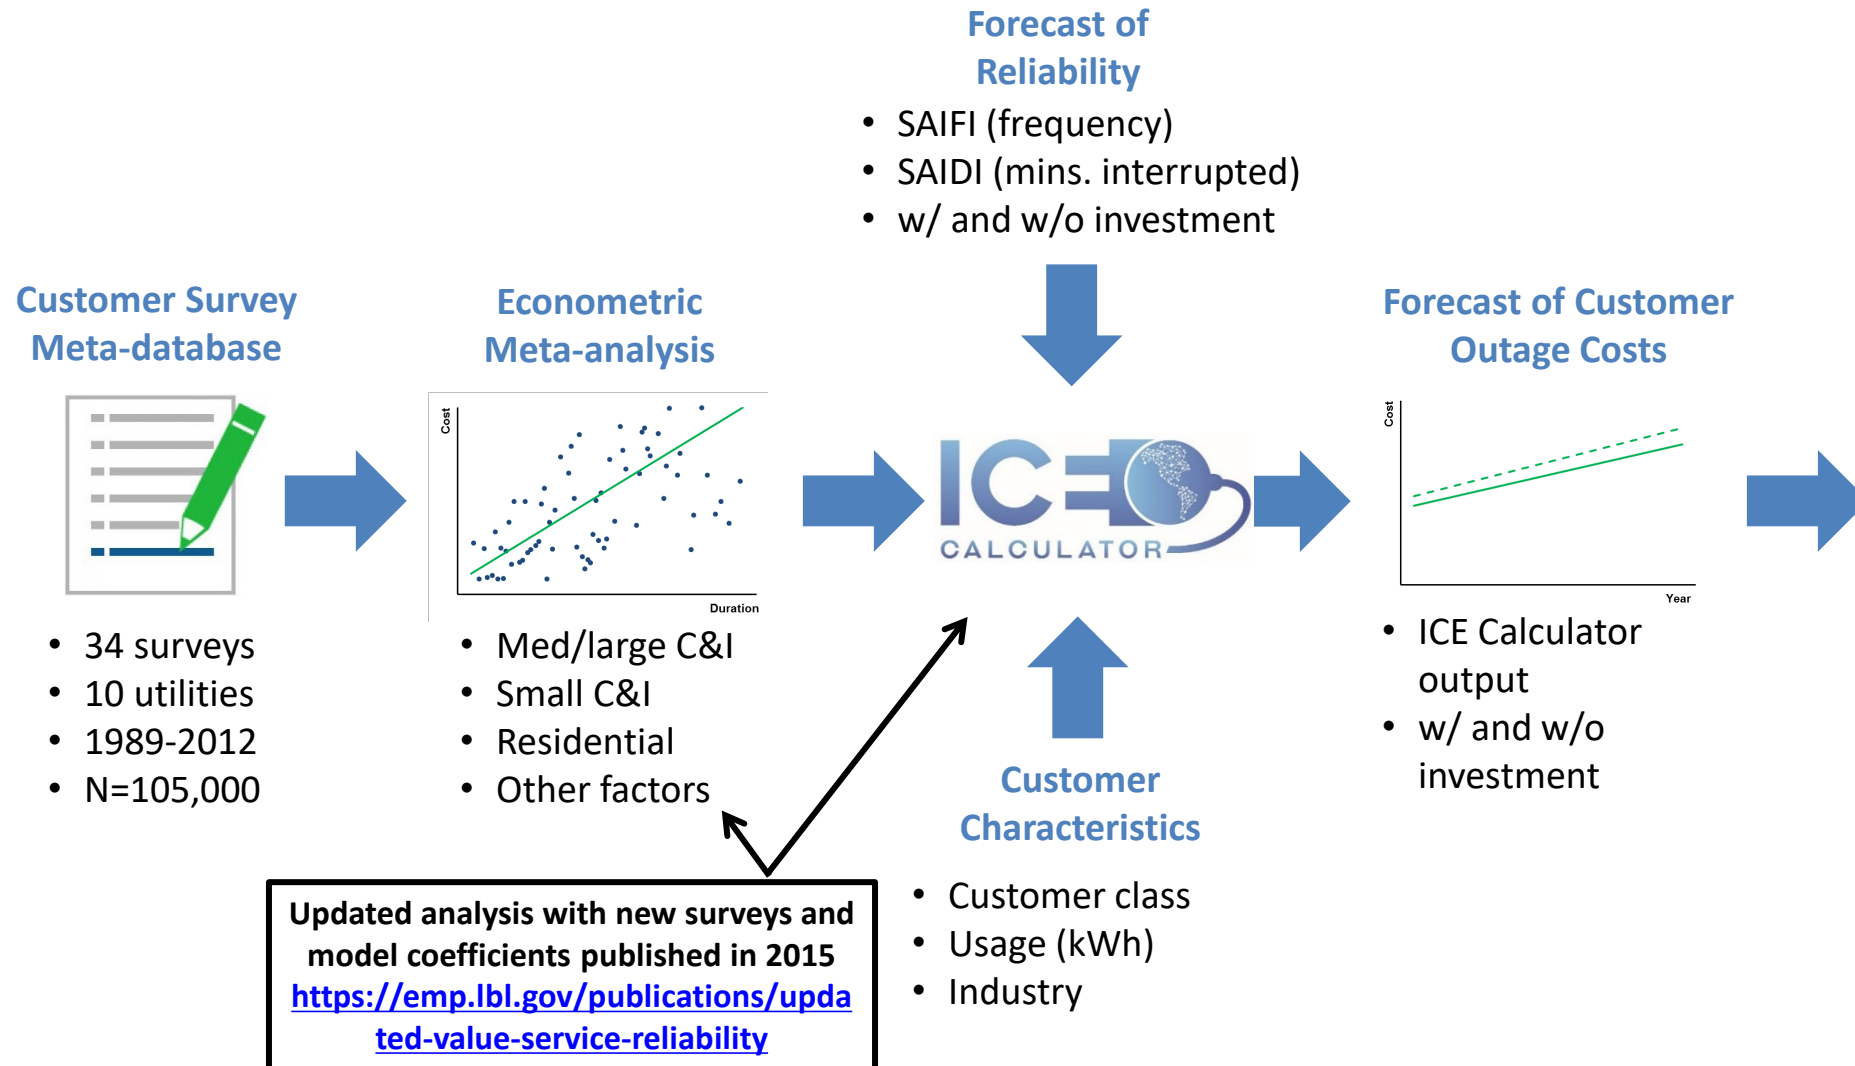 Forecast of
Reliability
• SAIFI (frequency)
• SAIDI (mins. interrupted)
• w/ and w/o investment
Customer Survey
Meta-database
• 34 surveys
• 10 utilities
• 1989-2012
• N=105,000
Econometric
Meta-analysis
Cost
Duration
• Med/large C&I
• Small C&I
• Residential
• Other factors
ICE
CALCULATOR
Forecast of Customer
Outage Costs
Cost
Year
• ICE Calculator
output
• w/ and w/o
investment
Customer
Characteristics
• Customer class
• Usage (kWh)
• Industry
Updated analysis with new surveys and
model coefficients published in 2015
https://emp.lbl.gov/publications/upda
ted-value-service-reliability